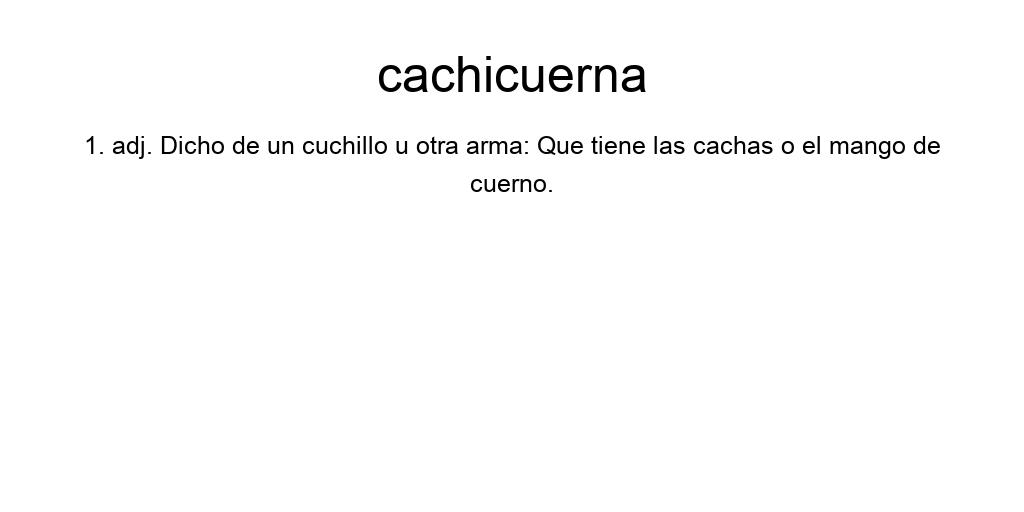 cachicuerna
1. adj. Dicho de un cuchillo u otra arma: Que tiene las cachas o el mango de
cuerno.